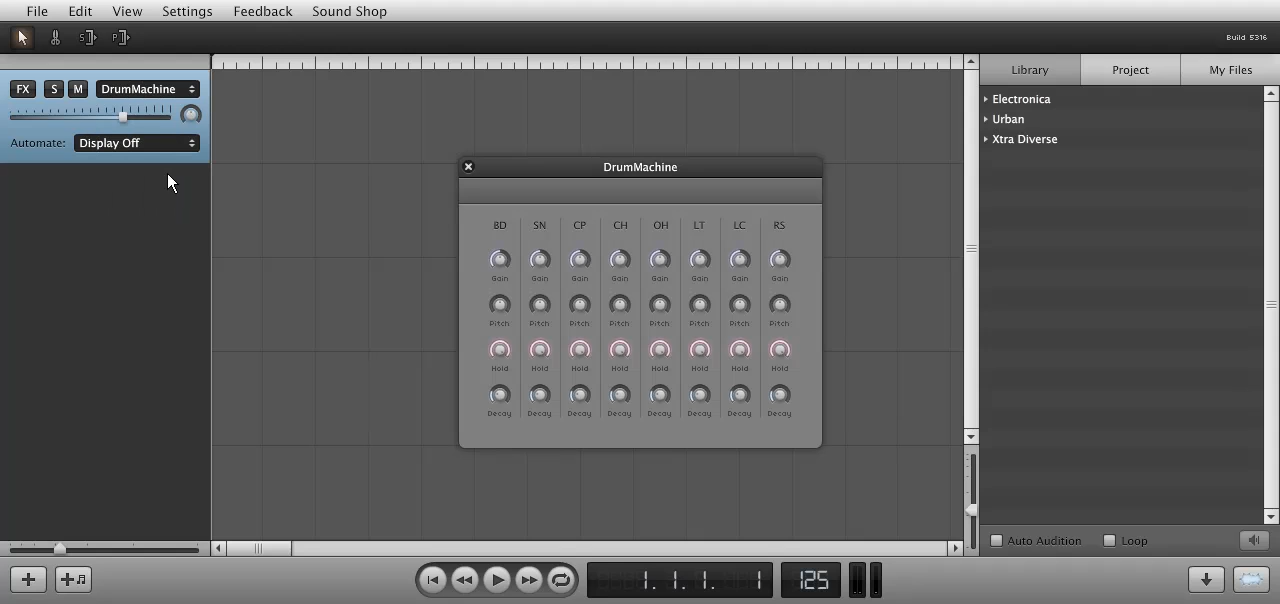 File Edit View Settings Feedback Sound Shop
Build 5316
FX S M DrumMachine
Automate: Display Off
DrumMachine
BD SN CP CH OH LT LC RS
Gain Gain Gain Gain Gain Gain Gain Gain
Pitch Pitch Pitch Pitch Pitch Pitch Pitch Pitch
Hold Hold Hold Hold Hold Hold Hold Hold
Decay Decay Decay Decay Decay Decay Decay Decay
Library Project My Files
Electronica
Urban
Xtra Diverse
Auto Audition Loop
1. 1. 1. 1 125